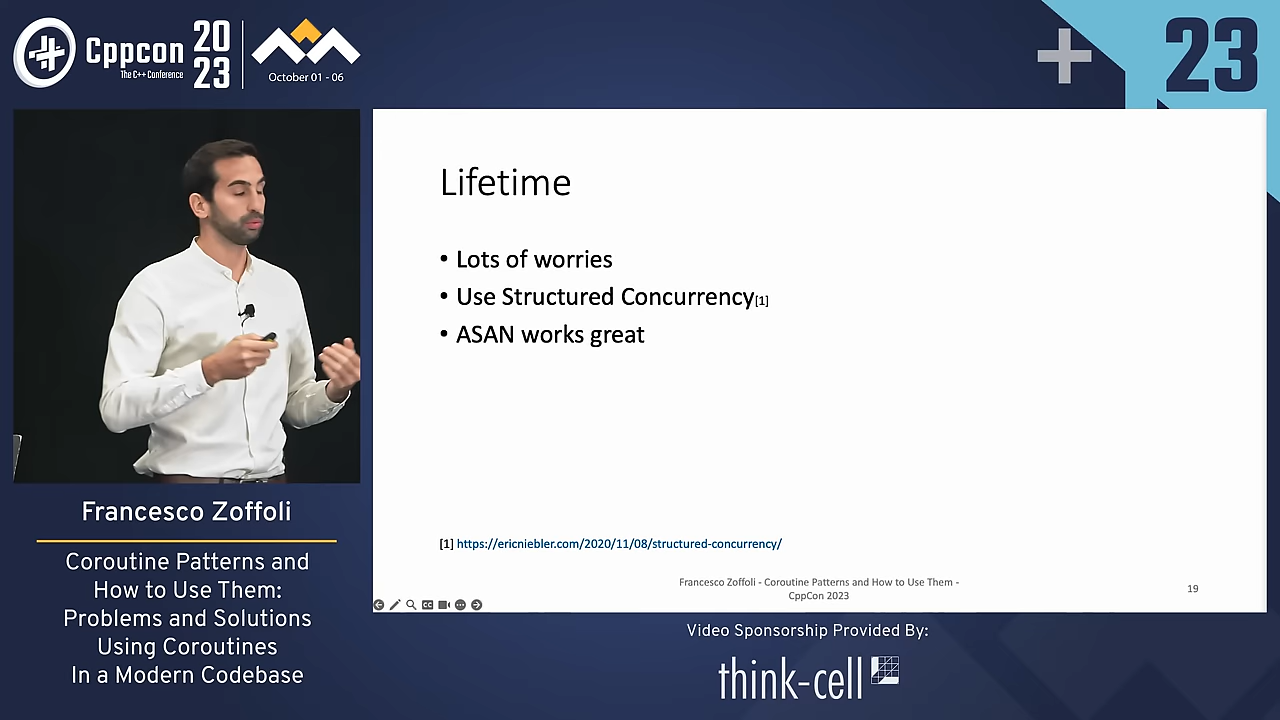 Cppcon
The C++ Conference
20
23
October 01 - 06
23
Lifetime
• Lots of worries
• Use Structured Concurrency[1]
• ASAN works great
[1] https://ericniebler.com/2020/11/08/structured-concurrency/
Francesco Zoffoli - Coroutine Patterns and How to Use Them -
CppCon 2023
19
Francesco Zoffoli
Coroutine Patterns and
How to Use Them:
Problems and Solutions
Using Coroutines
In a Modern Codebase
Video Sponsorship Provided By:
think-cell